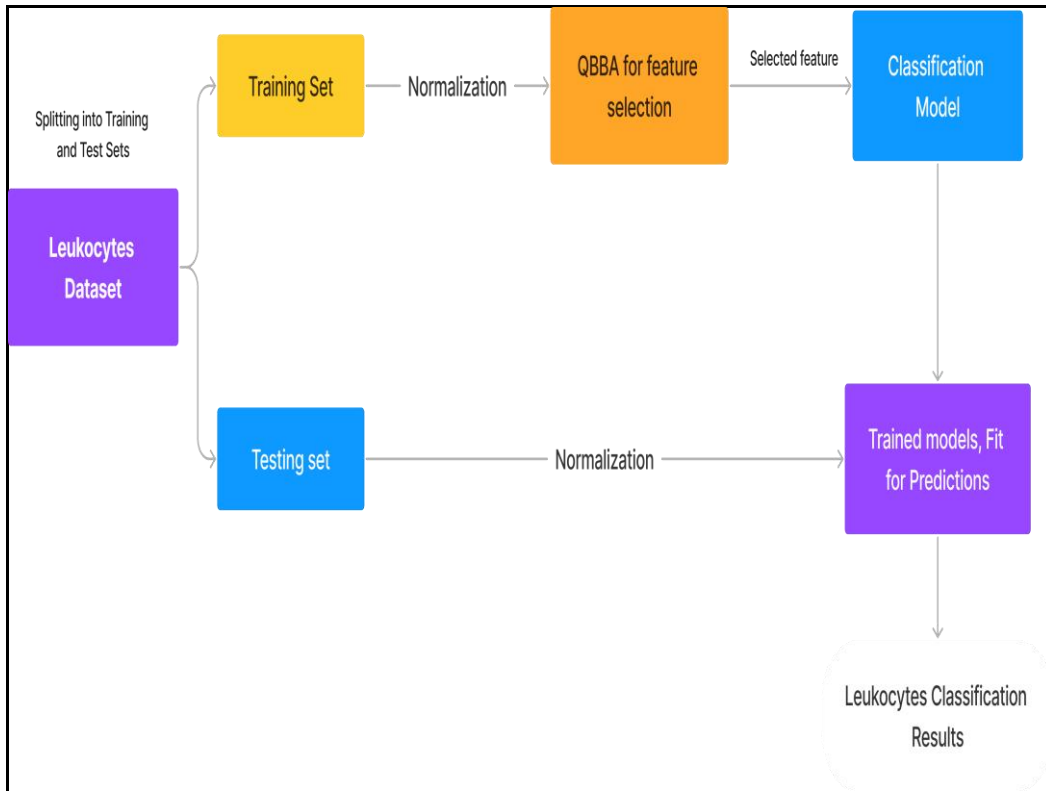 Splitting into Training
and Test Sets
Leukocytes
Dataset
Training Set
Normalization
QBBA for feature
selection
Selected feature
Classification
Model
Testing set
Normalization
Trained models, Fit
for Predictions
Leukocytes Classification
Results